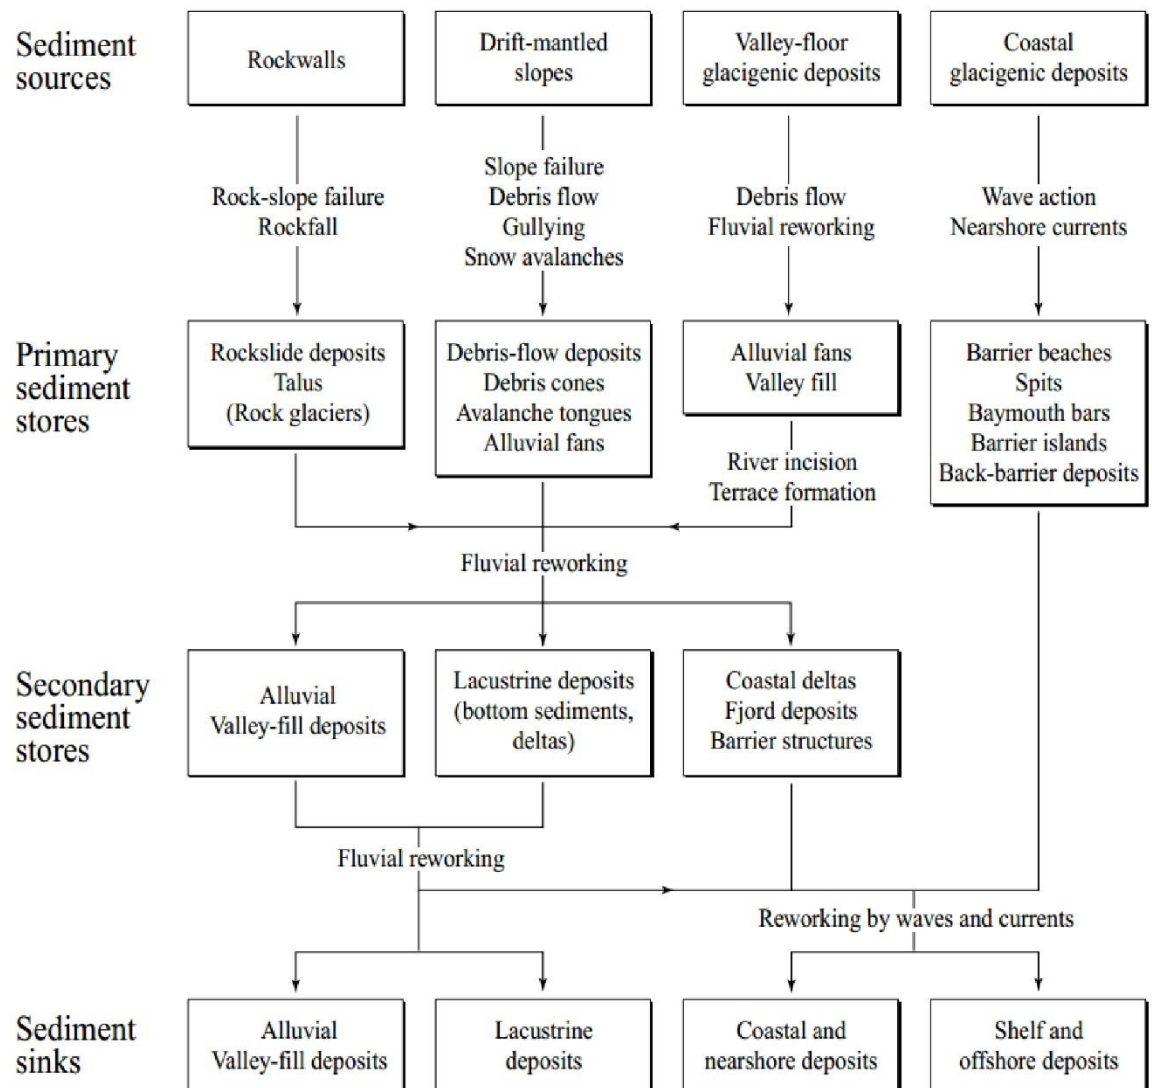 Sediment
sources
Rockwalls
Drift-mantled
slopes
Valley-floor
glacigenic deposits
Coastal
glacigenic deposits
Rock-slope failure
Rockfall
Slope failure
Debris flow
Gullying
Snow avalanches
Debris flow
Fluvial reworking
Wave action
Nearshore currents
Primary
sediment
stores
Rockslide deposits
Talus
(Rock glaciers)
Debris-flow deposits
Debris cones
Avalanche tongues
Alluvial fans
Alluvial fans
Valley fill
Barrier beaches
Spits
Baymouth bars
Barrier islands
Back-barrier deposits
River incision
Terrace formation
Fluvial reworking
Secondary
sediment
stores
Alluvial
Valley-fill deposits
Lacustrine deposits
(bottom sediments,
deltas)
Coastal deltas
Fjord deposits
Barrier structures
Fluvial reworking
Reworking by waves and currents
Sediment
sinks
Alluvial
Valley-fill deposits
Lacustrine
deposits
Coastal and
nearshore deposits
Shelf and
offshore deposits